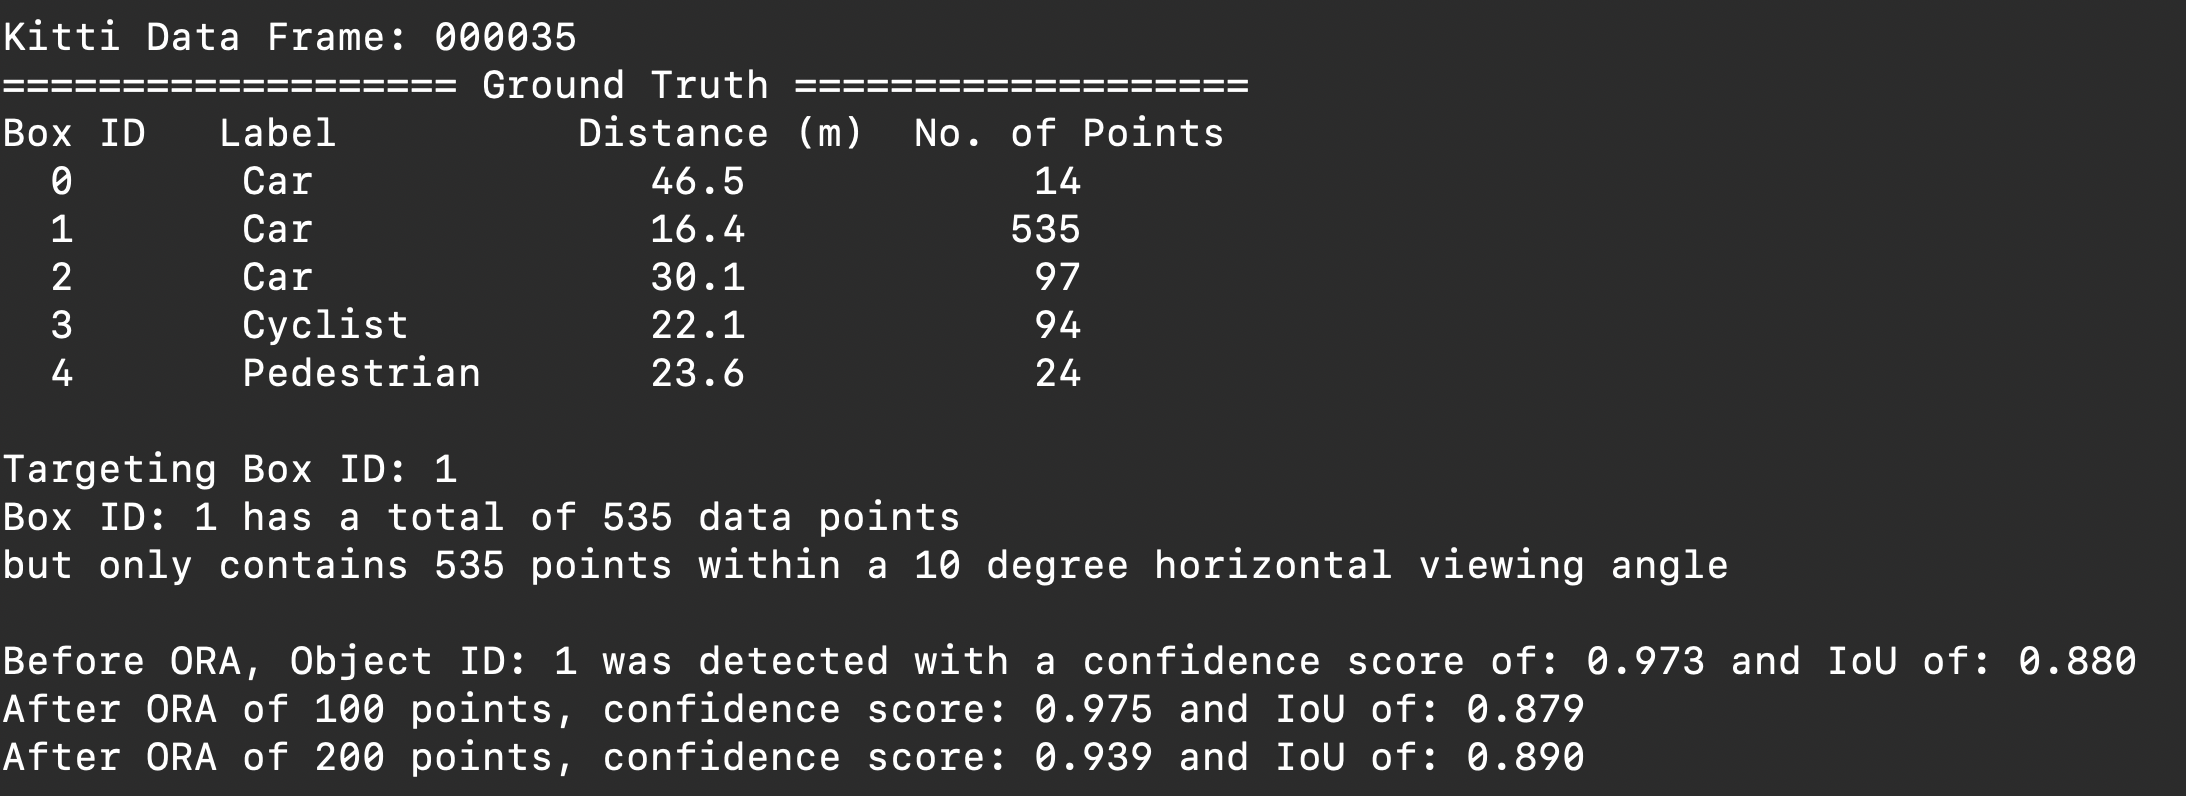 Kitti Data Frame: 000035
=================== Ground Truth ===================
Box ID   Label          Distance (m)  No. of Points
  0       Car              46.5            14
  1       Car              16.4           535
  2       Car              30.1            97
  3       Cyclist          22.1            94
  4       Pedestrian       23.6            24
Targeting Box ID: 1
Box ID: 1 has a total of 535 data points
but only contains 535 points within a 10 degree horizontal viewing angle
Before ORA, Object ID: 1 was detected with a confidence score of: 0.973 and IoU of: 0.880
After ORA of 100 points, confidence score: 0.975 and IoU of: 0.879
After ORA of 200 points, confidence score: 0.939 and IoU of: 0.890